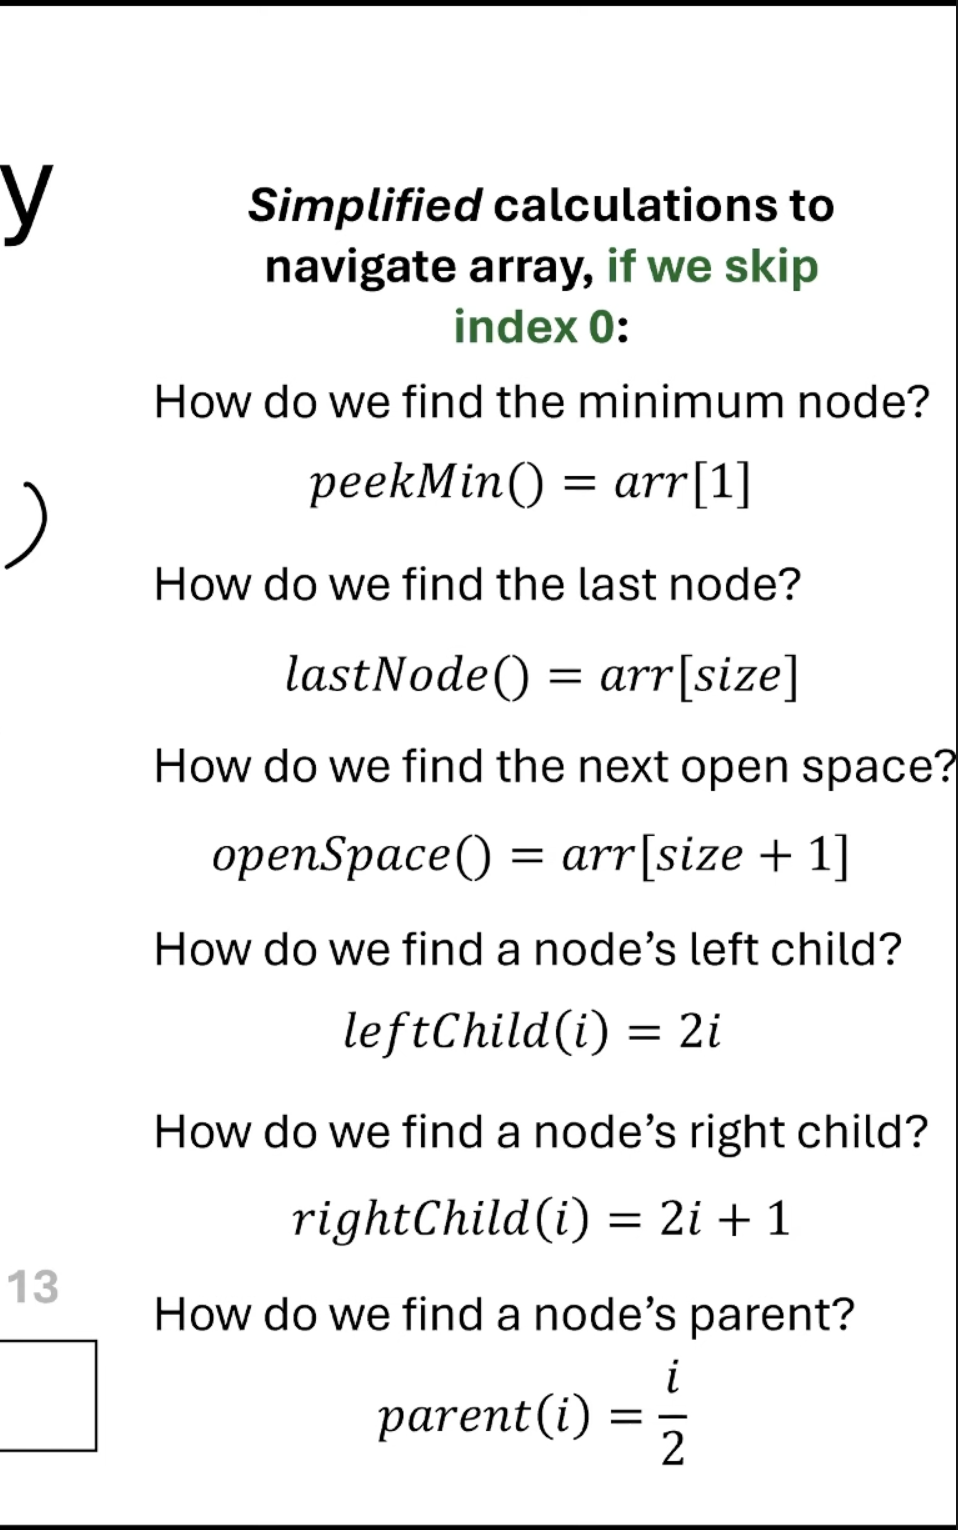 y
Simplified calculations to
navigate array, if we skip
index 0:
How do we find the minimum node?
peekMin() = arr[1]
)
How do we find the last node?
lastNode() = arr[size]
How do we find the next open space?
openSpace() = arr[size + 1]
How do we find a node’s left child?
leftChild(i) = 2i
How do we find a node’s right child?
rightChild(i) = 2i + 1
13
How do we find a node’s parent?
parent(i) = i/2